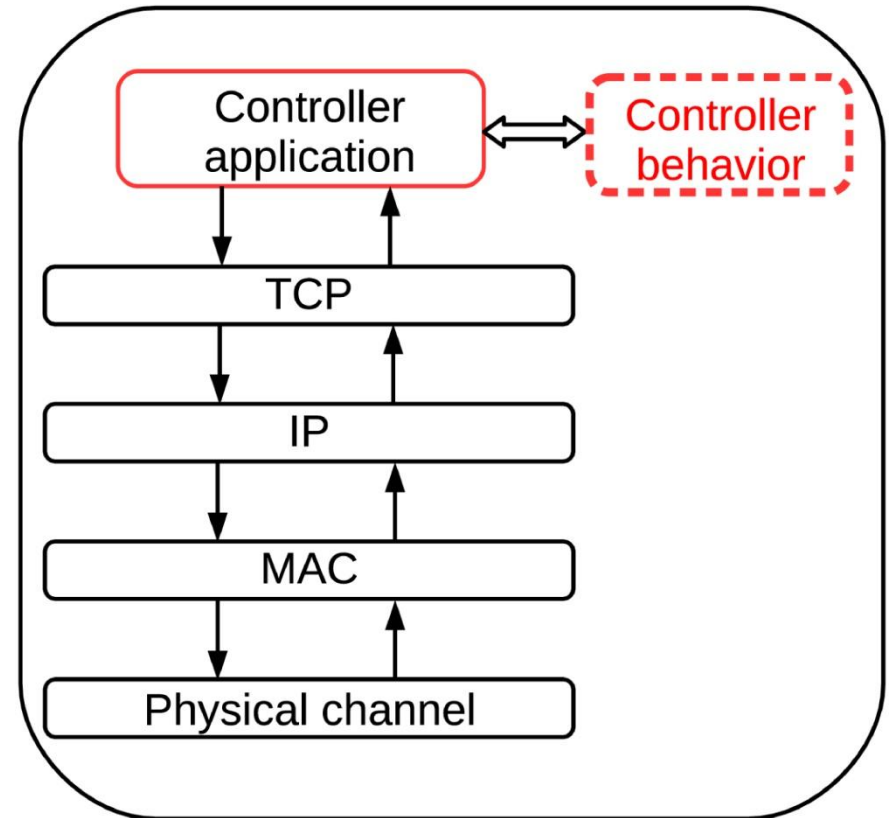 Controller
application
Controller
behavior
TCP
IP
MAC
Physical channel